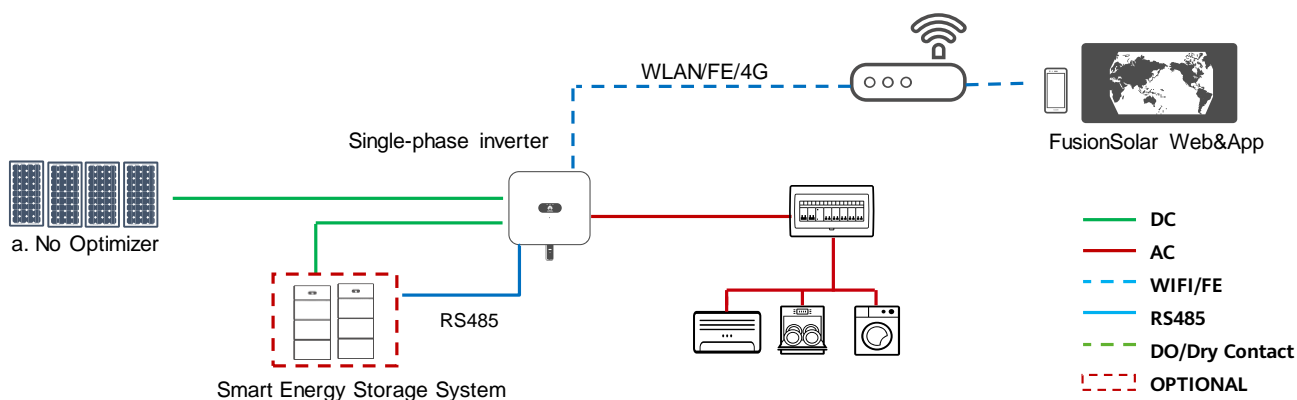 WLAN/FE/4G
Single-phase inverter
FusionSolar Web&App
a. No Optimizer
RS485
Smart Energy Storage System
DC
AC
WIFI/FE
RS485
DO/Dry Contact
OPTIONAL